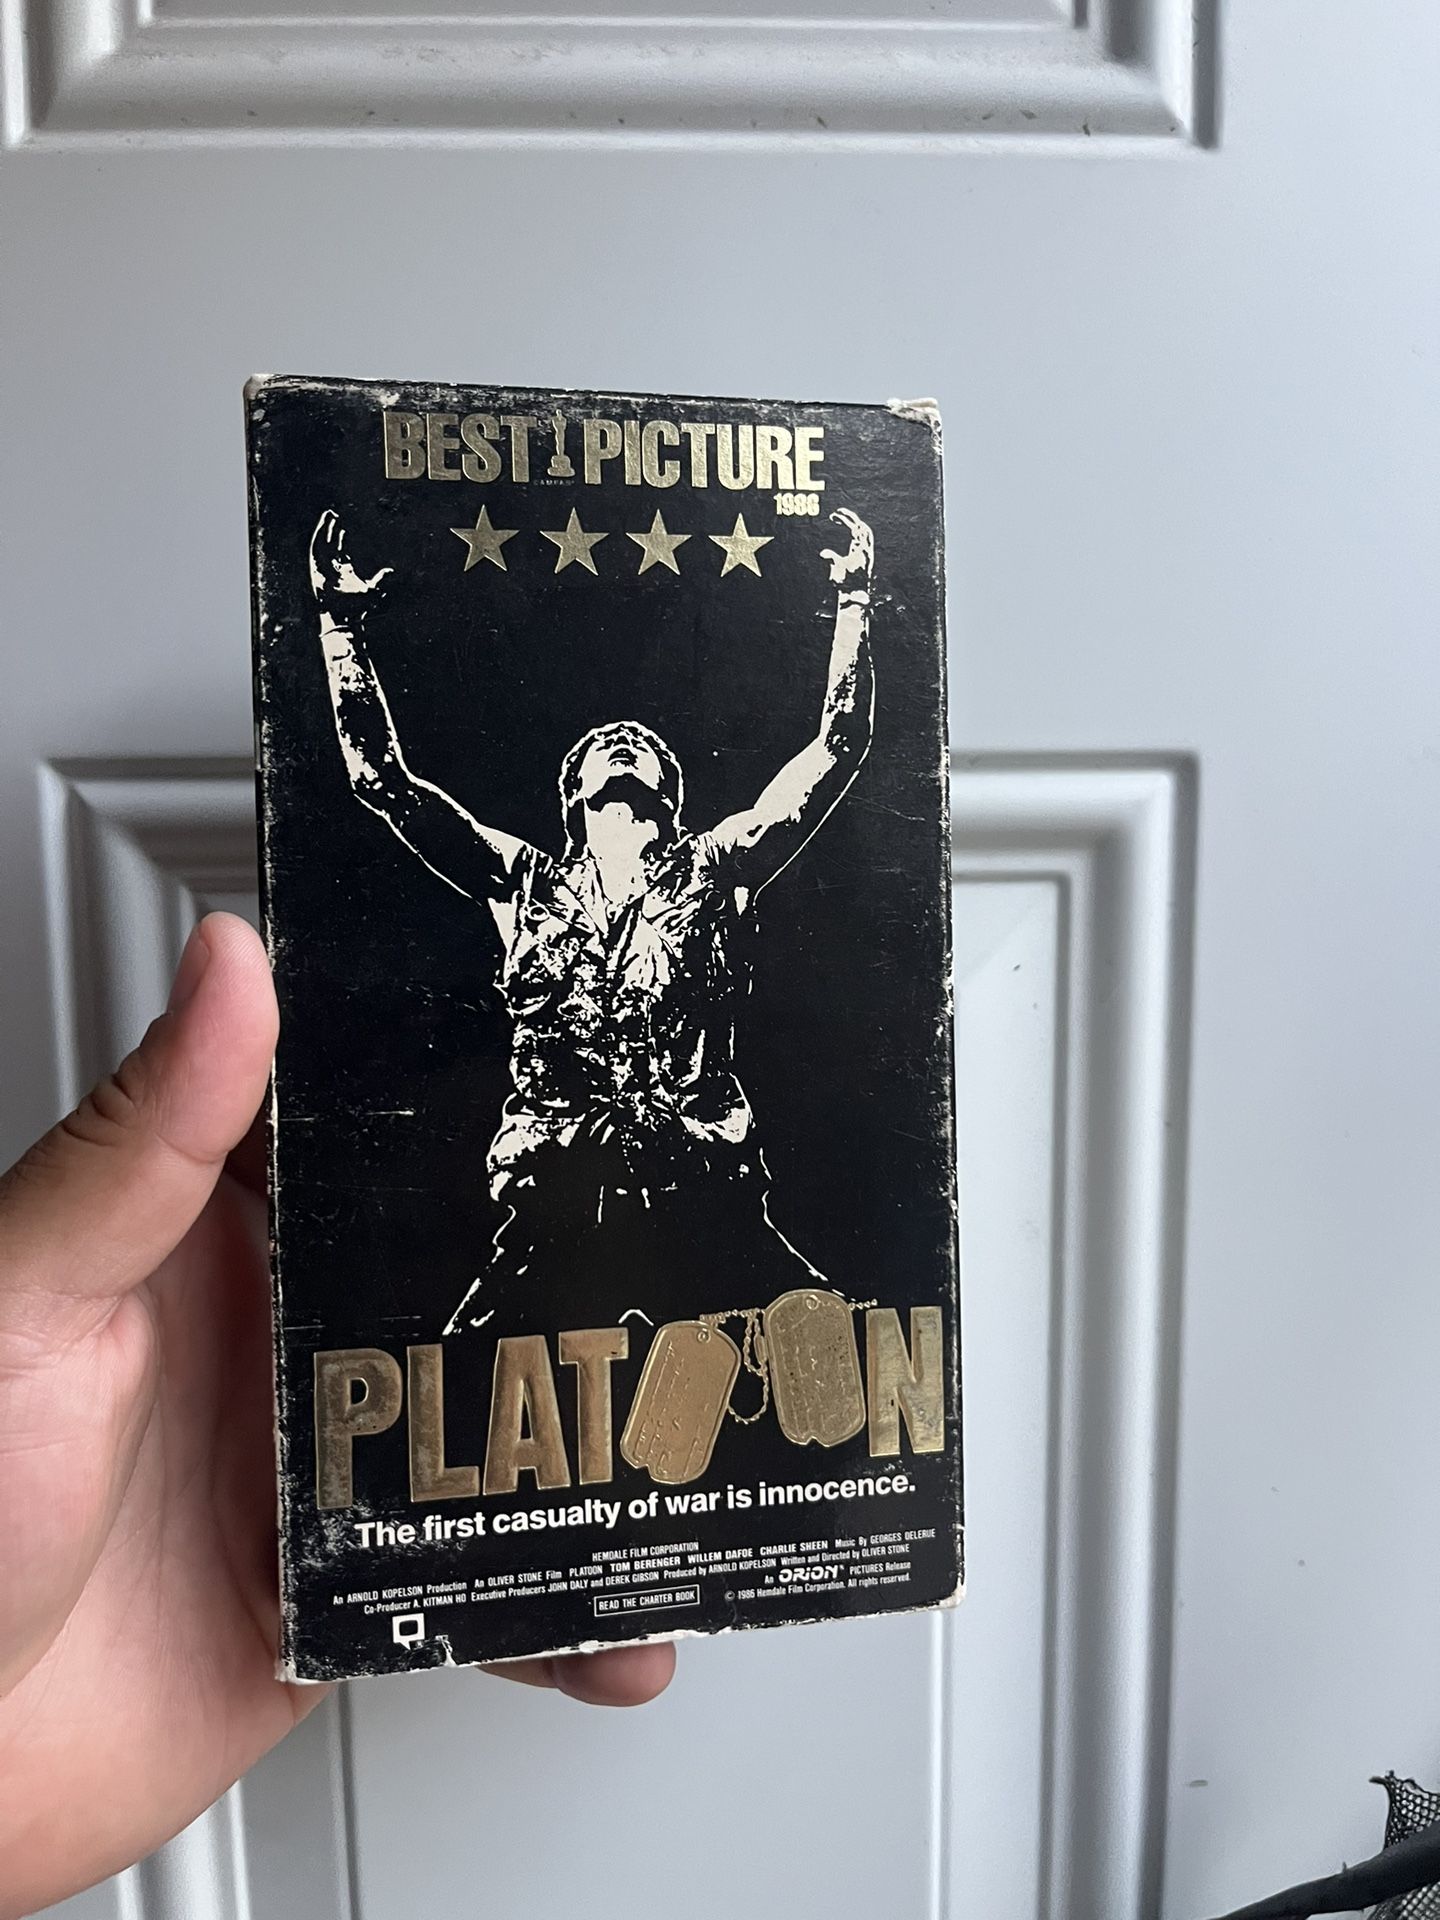 BEST PICTURE
1986
PLATOON
The first casualty of war is innocence.
HEMDALE FILM CORPORATION
An ARNOLD KOPELSON Production An OLIVER STONE Film PLATOON TOM BERENGER WILLEM DAFOE CHARLIE SHEEN Music By GEORGES DELERUE
Co-Producer A. KITMAN HO Executive Producers JOHN DALY and DEREK GIBSON Produced by ARNOLD KOPELSON Written and Directed by OLIVER STONE
An ORION PICTURES Release
READ THE CHARTER BOOK
© 1986 Hemdale Film Corporation. All rights reserved.